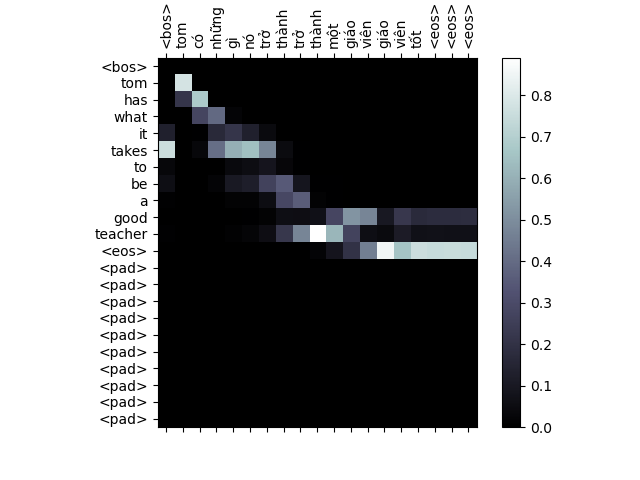 <bos> tom có những gì nó trở thành trở thành một giáo viên giáo viên tốt <eos> <eos> <eos>
<bos>
tom
has
what
it
takes
to
be
a
good
teacher
<eos>
<pad>
<pad>
<pad>
<pad>
<pad>
<pad>
<pad>
<pad>
<pad>
<pad>
0.8
0.7
0.6
0.5
0.4
0.3
0.2
0.1
0.0